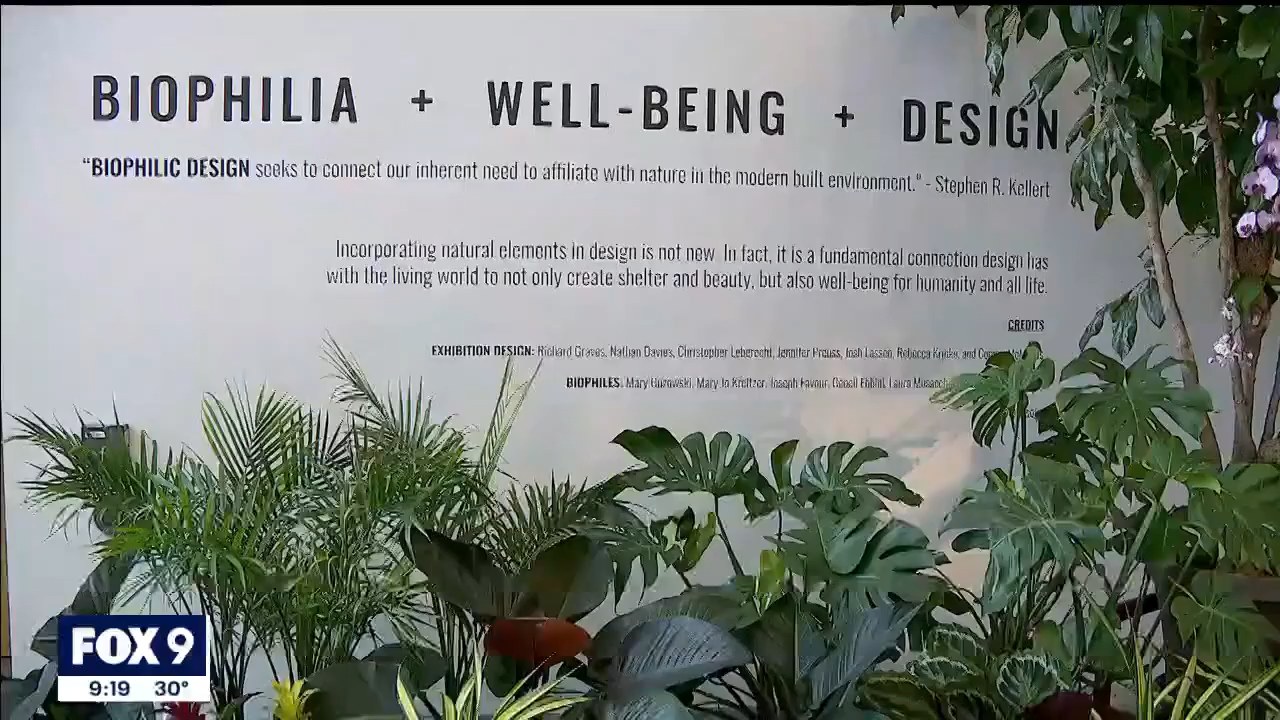 BIOPHILIA + WELL-BEING + DESIGN
“BIOPHILIC DESIGN seeks to connect our inherent need to affiliate with nature in the modern built environment." - Stephen R. Kellert
Incorporating natural elements in design is not new. In fact, it is a fundamental connection design has
with the living world to not only create shelter and beauty, but also well-being for humanity and all life.
CREDITS
EXHIBITION DESIGN: Richard Graves, Nathan Davies, Christopher Leberecht, Jennifer Preuss, Josh Lassen, Rebecca and
BIOPHILES: Mary Guzowski, Mary Jo Kreitzer, Joseph Favour, Laura
FOX 9
9:19 30°